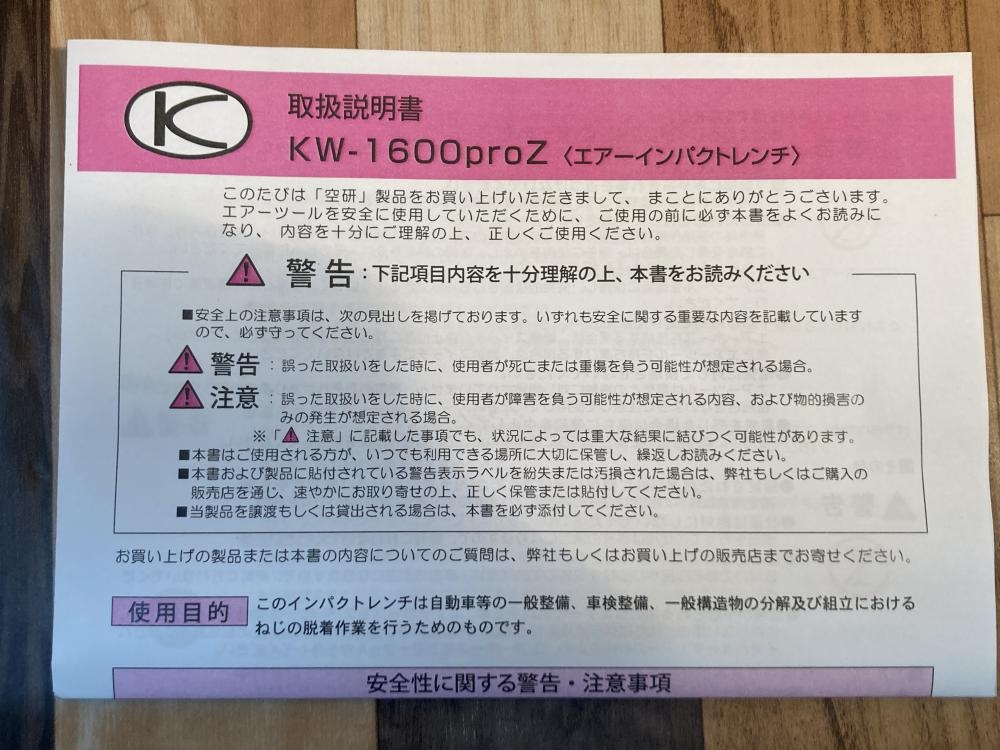 K
取扱説明書
KW-1600proZ〈エアーインパクトレンチ〉
このたびは「空研」製品をお買い上げいただきまして、まことにありがとうございます。
エアーツールを安全に使用していただくために、ご使用の前に必ず本書をよくお読みに
なり、内容を十分にご理解の上、正しくご使用ください。
警告：下記項目内容を十分理解の上、本書をお読みください
■安全上の注意事項は、次の見出しを掲げております。いずれも安全に関する重要な内容を記載しています
ので、必ず守ってください。
警告：誤った取扱いをした時に、使用者が死亡または重傷を負う可能性が想定される場合。
注意：誤った取扱いをした時に、使用者が障害を負う可能性が想定される内容、および物的損害の
みの発生が想定される場合。
※「⚠ 注意」に記載した事項でも、状況によっては重大な結果に結びつく可能性があります。
■本書はご使用される方が、いつでも利用できる場所に大切に保管し、繰返しお読みください。
■本書および製品に貼付されている警告表示ラベルを紛失または汚損された場合は、弊社もしくはご購入の
販売店を通じ、速やかにお取り寄せの上、正しく保管または貼付してください。
■当製品を譲渡もしくは貸出される場合は、本書を必ず添付してください。
お買い上げの製品または本書の内容についてのご質問は、弊社もしくはお買い上げの販売店までお寄せください。
使用目的 このインパクトレンチは自動車等の一般整備、車検整備、一般構造物の分解及び組立における
ねじの脱着作業を行うためのものです。
安全性に関する警告・注意事項